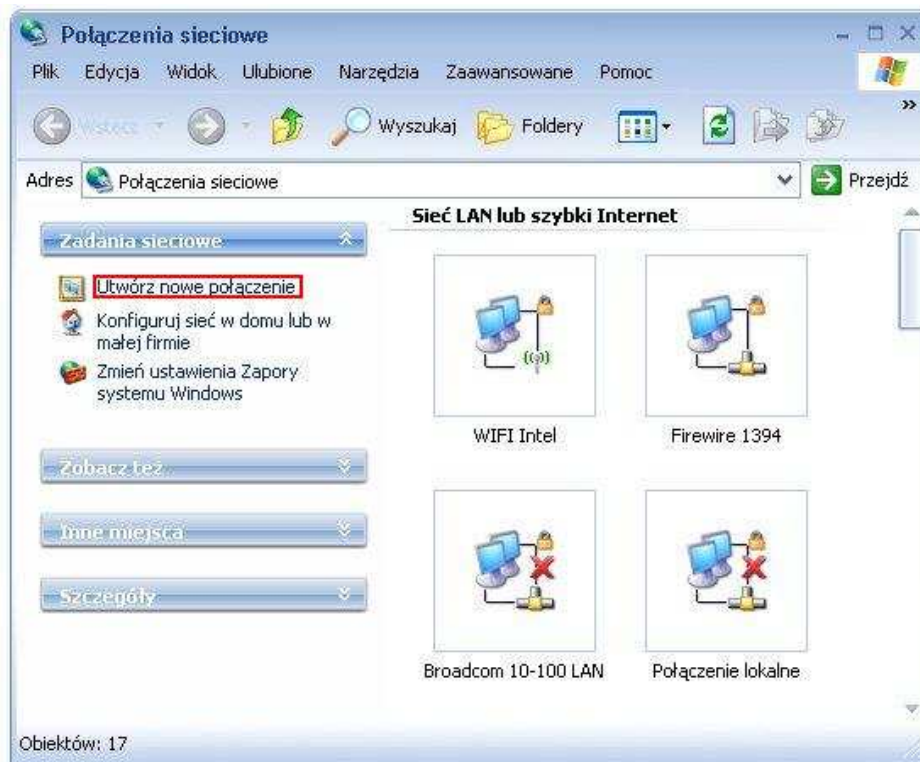 Połączenia sieciowe
Plik Edycja Widok Ulubione Narzędzia Zaawansowane Pomoc
Wstecz Wyszukaj Foldery
Adres Połączenia sieciowe Przejdź
Zadania sieciowe
Utwórz nowe połączenie
Konfiguruj sieć w domu lub w
małej firmie
Zmień ustawienia Zapory
systemu Windows
Zobacz też
Inne miejsca
Szczegóły
Sieć LAN lub szybki Internet
WIFI Intel Firewire 1394
Broadcom 10-100 LAN Połączenie lokalne
Obiektów: 17